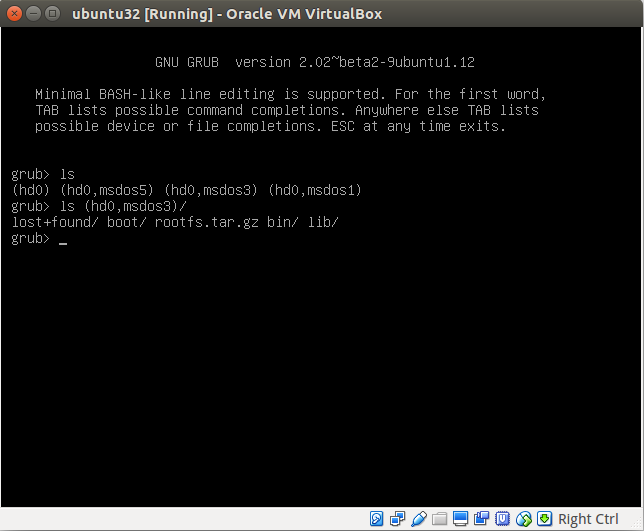 ubuntu32 [Running] - Oracle VM VirtualBox
GNU GRUB  version 2.02~beta2-9ubuntu1.12
Minimal BASH-like line editing is supported. For the first word,
TAB lists possible command completions. Anywhere else TAB lists
possible device or file completions. ESC at any time exits.
grub> ls
(hd0) (hd0,msdos5) (hd0,msdos3) (hd0,msdos1)
grub> ls (hd0,msdos3)/
lost+found/ boot/ rootfs.tar.gz bin/ lib/
grub> _
Right Ctrl